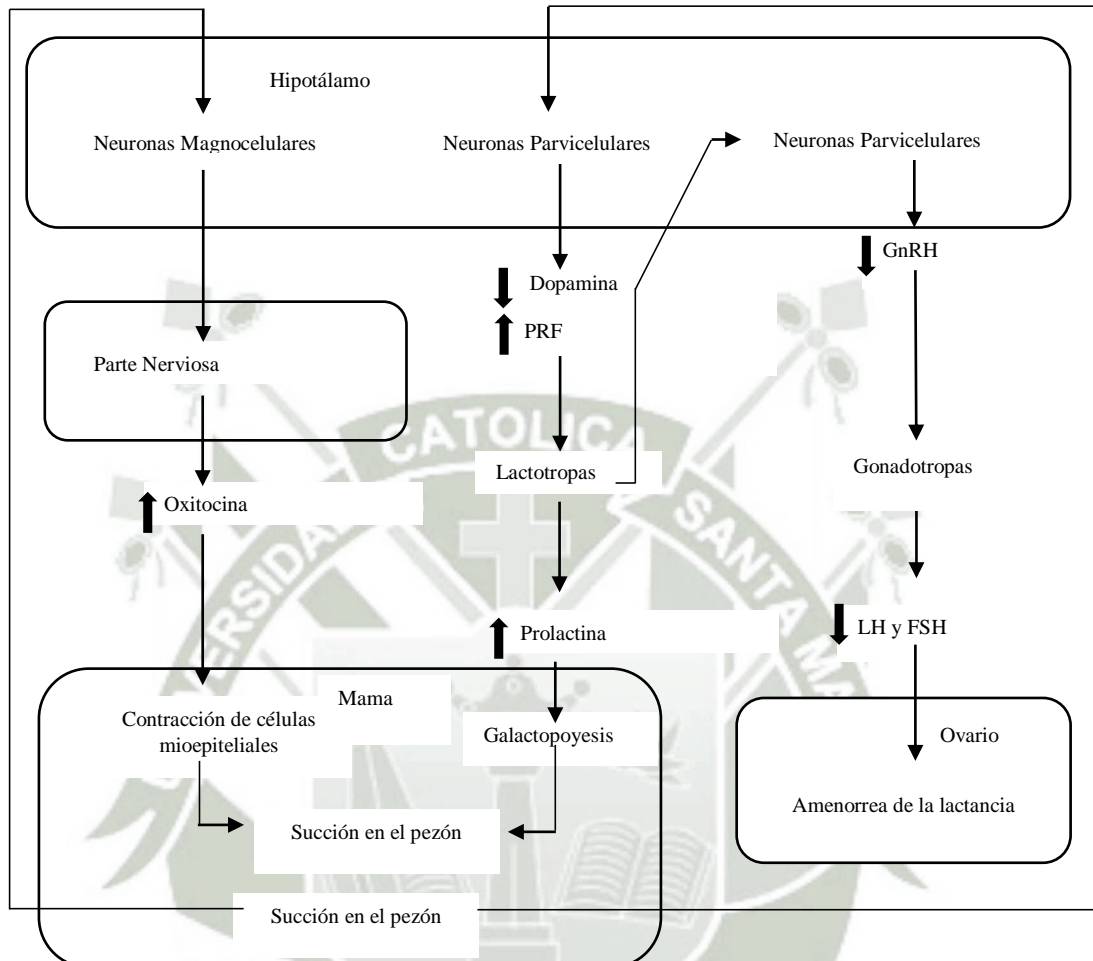 Hipotálamo
Neuronas Magnocelulares
Neuronas Parvicelulares
Neuronas Parvicelulares
GnRH
Dopamina
PRF
Parte Nerviosa
Lactotropas
Gonadotropas
Oxitocina
Prolactina
LH y FSH
Mama
Contracción de células
mioepiteliales
Galactopoyesis
Ovario
Amenorrea de la lactancia
Succión en el pezón
Succión en el pezón
CATOLICA
SANTA